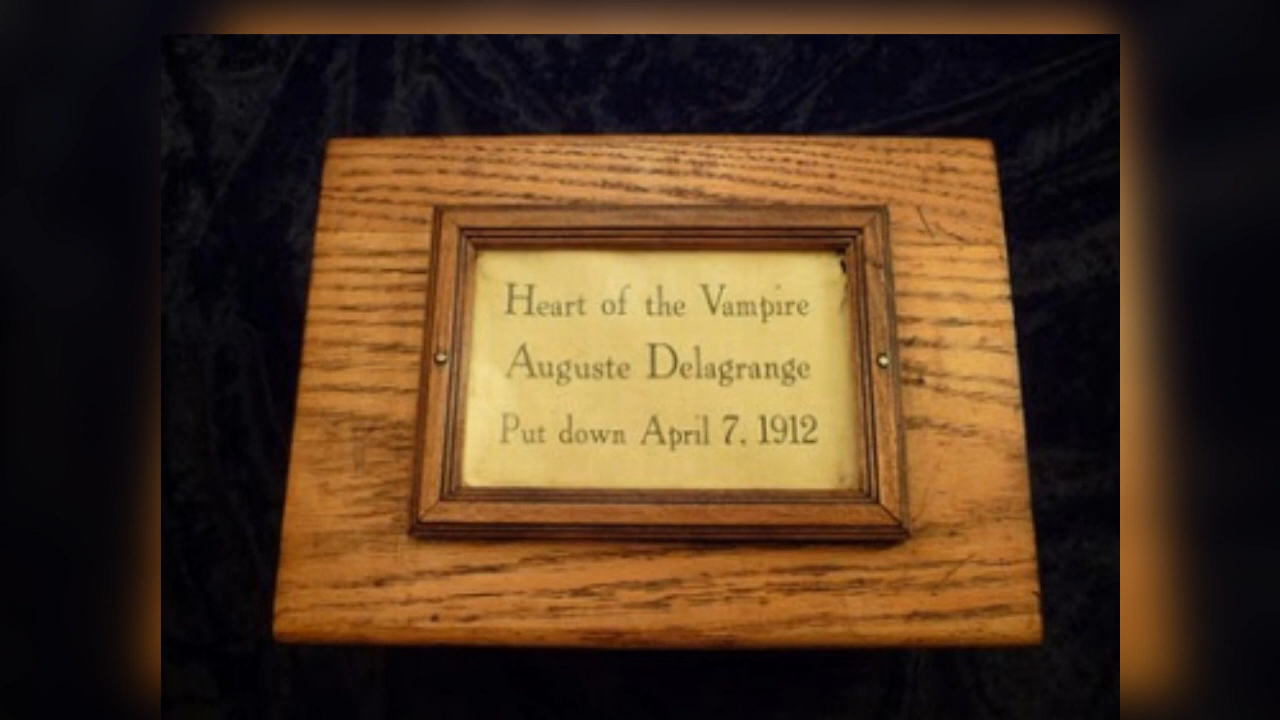 Heart of the Vampire
Auguste Delagrange
Put down April 7, 1912